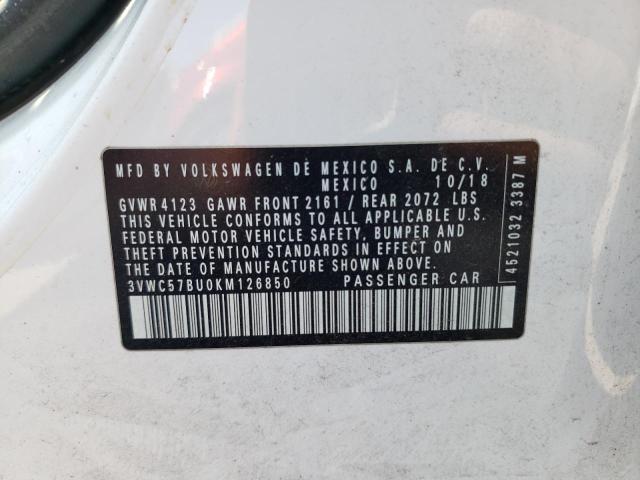 MFD BY VOLKSWAGEN DE MEXICO S.A. DE C.V.
MEXICO 10/18
GVWR 4123 GAWR FRONT 2161 / REAR 2072 LBS
THIS VEHICLE CONFORMS TO ALL APPLICABLE U.S.
FEDERAL MOTOR VEHICLE SAFETY, BUMPER AND
THEFT PREVENTION STANDARDS IN EFFECT ON
THE DATE OF MANUFACTURE SHOWN ABOVE.
3VWC57BU0KM126850 PASSENGER CAR
4521032 3387 M